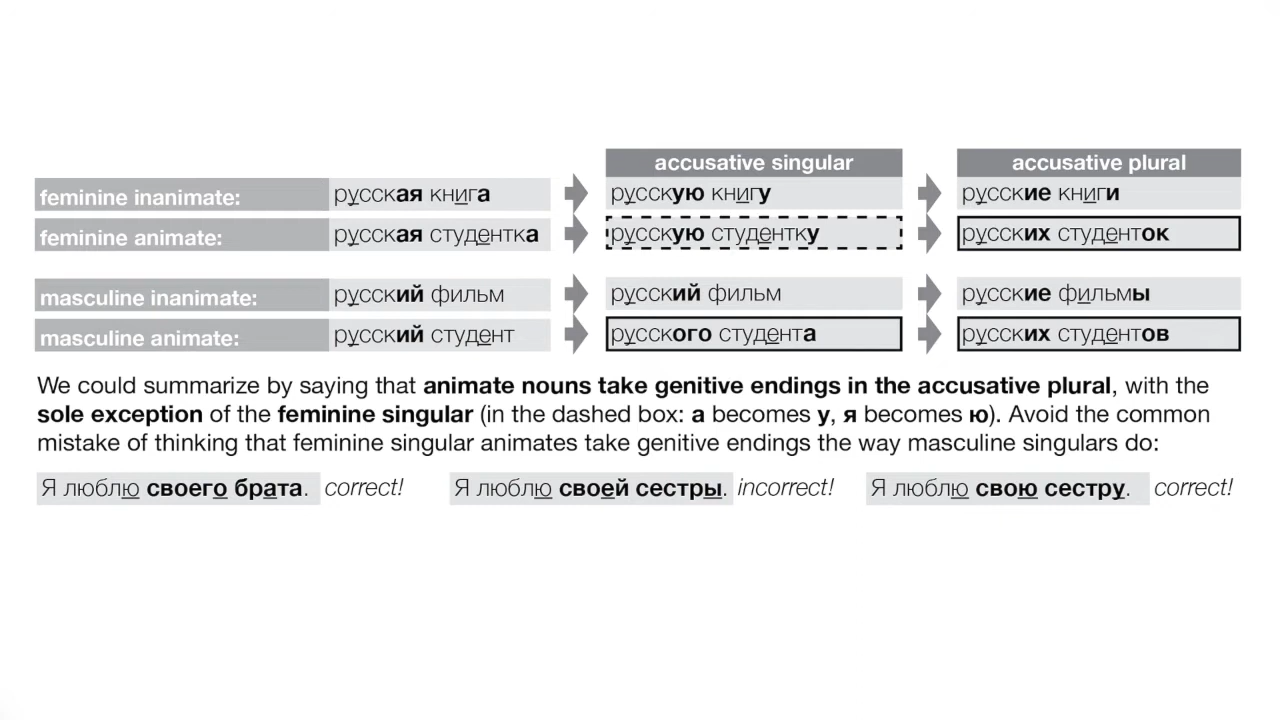 accusative singular accusative plural
feminine inanimate: русская книга русскую книгу русские книги
feminine animate: русская студентка русскую студентку русских студенток
masculine inanimate: русский фильм русский фильм русские фильмы
masculine animate: русский студент русского студента русских студентов
We could summarize by saying that animate nouns take genitive endings in the accusative plural, with the
sole exception of the feminine singular (in the dashed box: а becomes у, я becomes ю). Avoid the common
mistake of thinking that feminine singular animates take genitive endings the way masculine singulars do:
Я люблю своего брата. correct! Я люблю своей сестры. incorrect! Я люблю свою сестру. correct!